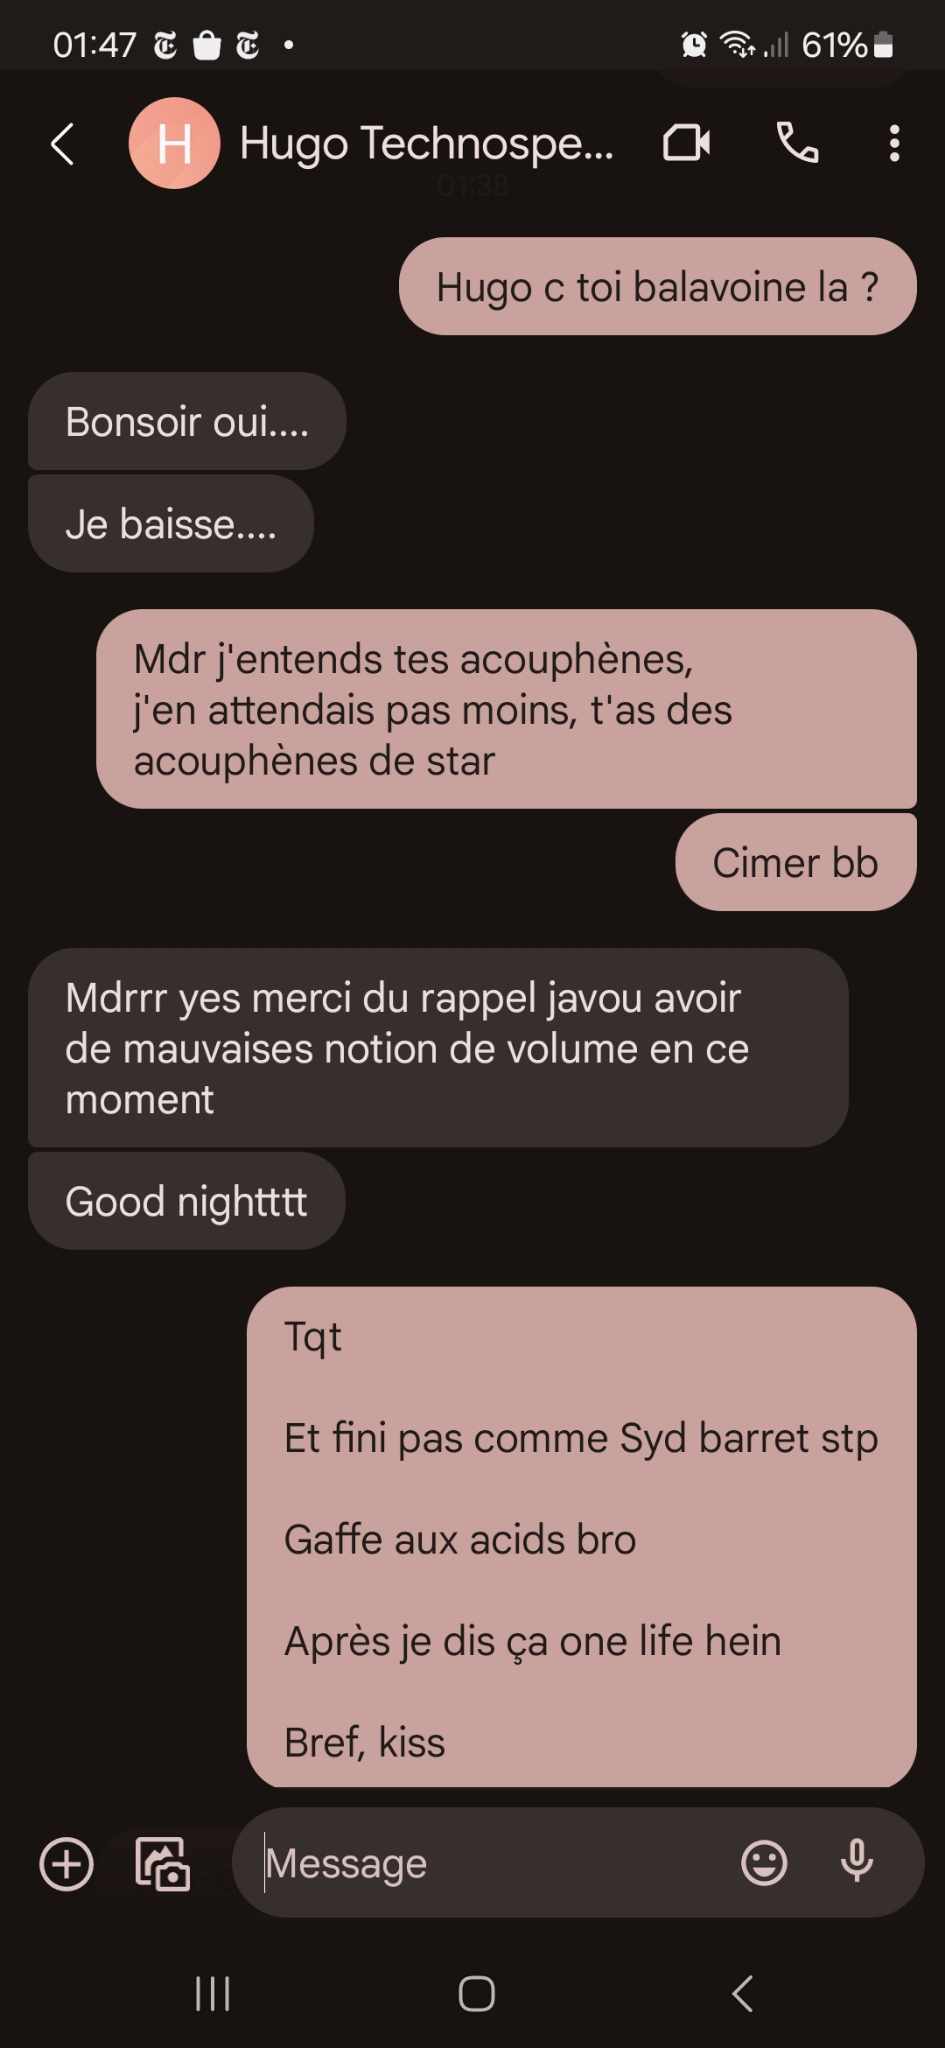 01:47
61%
H
Hugo Technospe...
01:38
Hugo c toi balavoine la ?
Bonsoir oui....
Je baisse....
Mdr j'entends tes acouphènes,
j'en attendais pas moins, t'as des
acouphènes de star
Cimer bb
Mdrrr yes merci du rappel javou avoir
de mauvaises notion de volume en ce
moment
Good nightttt
Tqt
Et fini pas comme Syd barret stp
Gaffe aux acids bro
Après je dis ça one life hein
Bref, kiss
Message